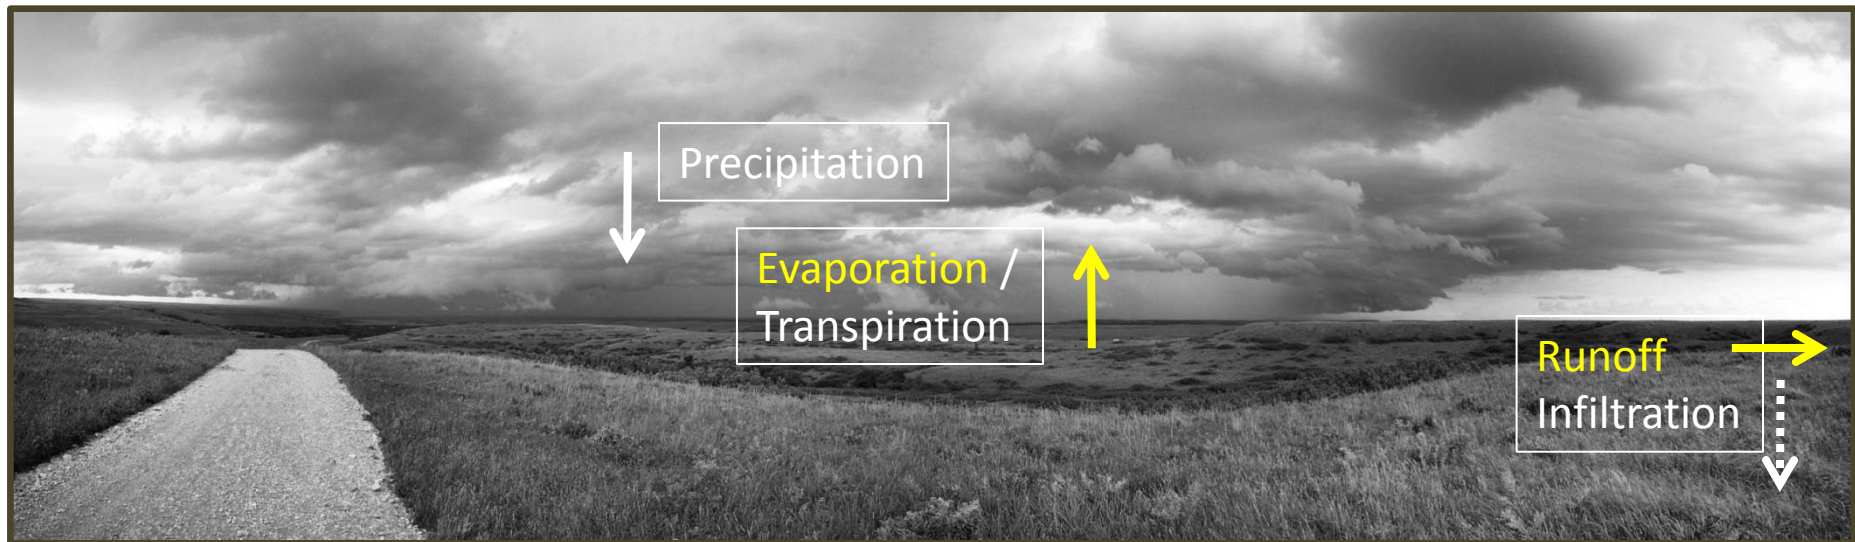 Precipitation
Evaporation /
Transpiration
Runoff
Infiltration